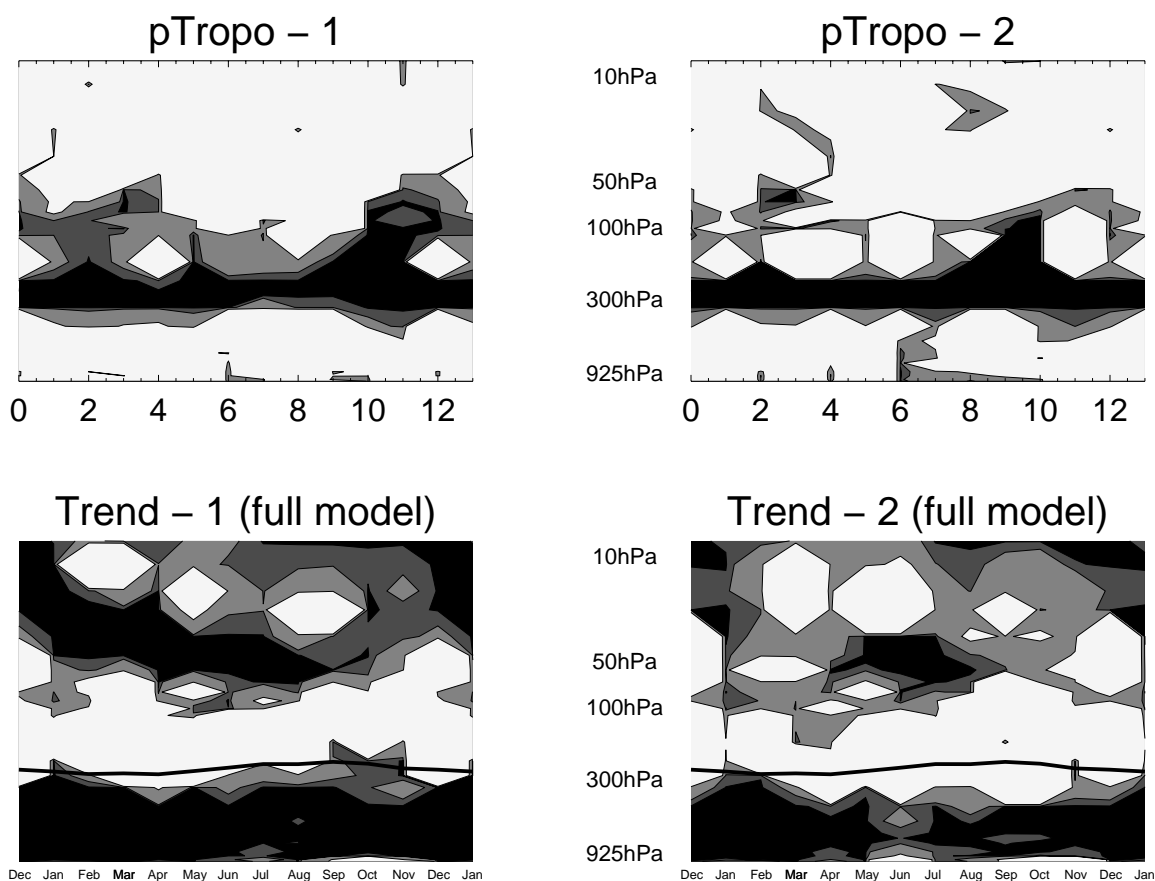 pTropo – 1
pTropo – 2
10hPa
50hPa
100hPa
300hPa
925hPa
0 2 4 6 8 10 12
0 2 4 6 8 10 12
Trend – 1 (full model)
Trend – 2 (full model)
10hPa
50hPa
100hPa
300hPa
925hPa
Dec Jan Feb Mar Apr May Jun Jul Aug Sep Oct Nov Dec Jan
Dec Jan Feb Mar Apr May Jun Jul Aug Sep Oct Nov Dec Jan